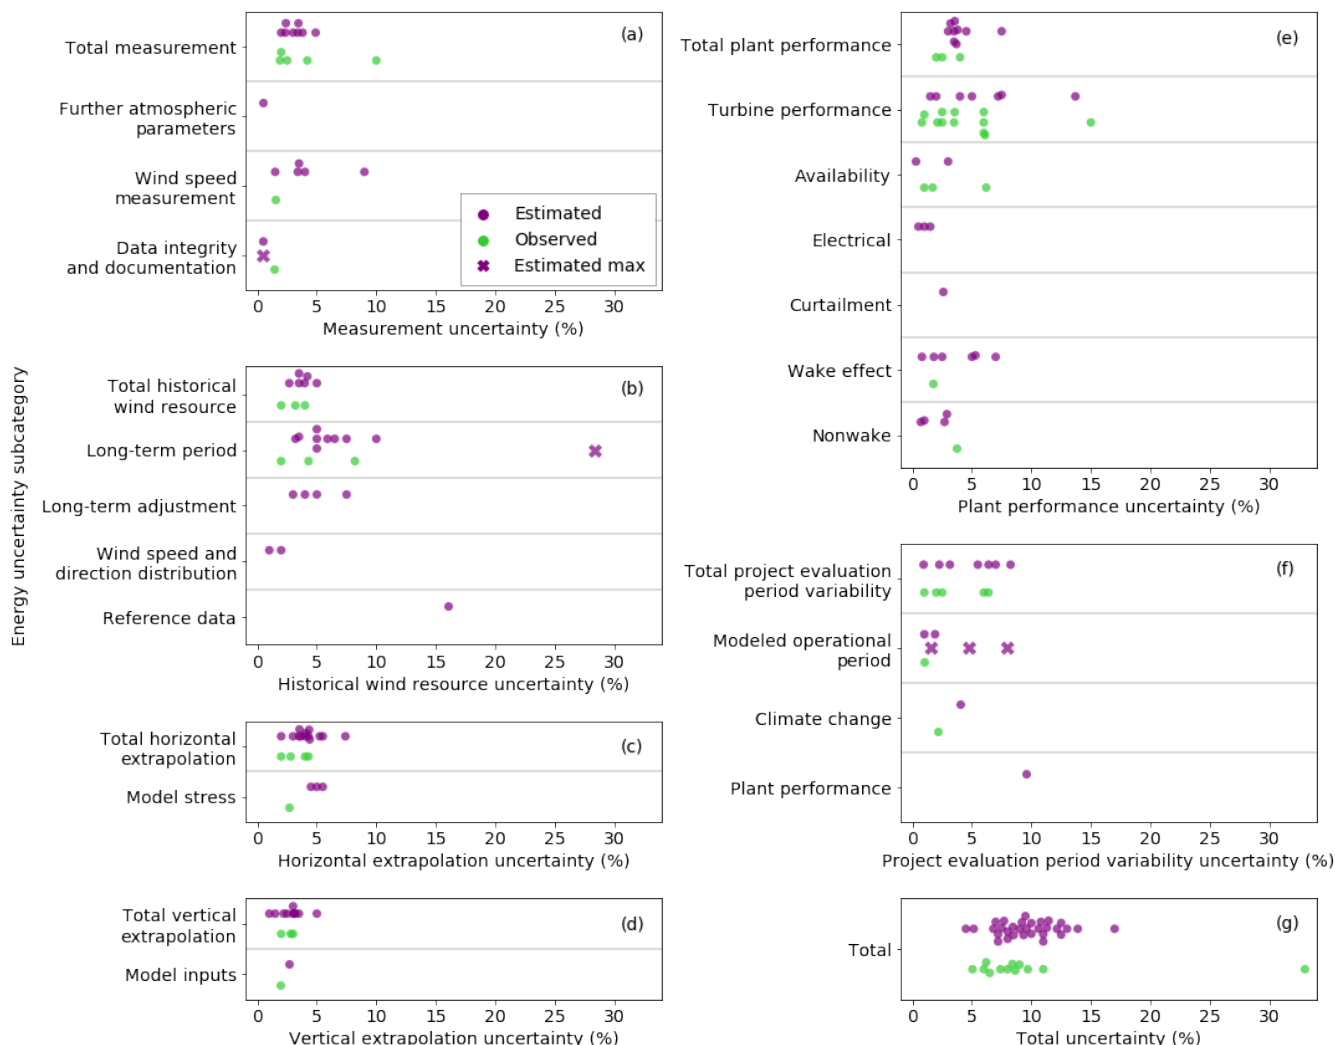 Energy uncertainty subcategory
(a)
Total measurement
Further atmospheric
parameters
Wind speed
measurement
Data integrity
and documentation
Estimated
Observed
Estimated max
0 5 10 15 20 25 30
Measurement uncertainty (%)
(b)
Total historical
wind resource
Long-term period
Long-term adjustment
Wind speed and
direction distribution
Reference data
0 5 10 15 20 25 30
Historical wind resource uncertainty (%)
(c)
Total horizontal
extrapolation
Model stress
0 5 10 15 20 25 30
Horizontal extrapolation uncertainty (%)
(d)
Total vertical
extrapolation
Model inputs
0 5 10 15 20 25 30
Vertical extrapolation uncertainty (%)
(e)
Total plant performance
Turbine performance
Availability
Electrical
Curtailment
Wake effect
Nonwake
0 5 10 15 20 25 30
Plant performance uncertainty (%)
(f)
Total project evaluation
period variability
Modeled operational
period
Climate change
Plant performance
0 5 10 15 20 25 30
Project evaluation period variability uncertainty (%)
(g)
Total
0 5 10 15 20 25 30
Total uncertainty (%)